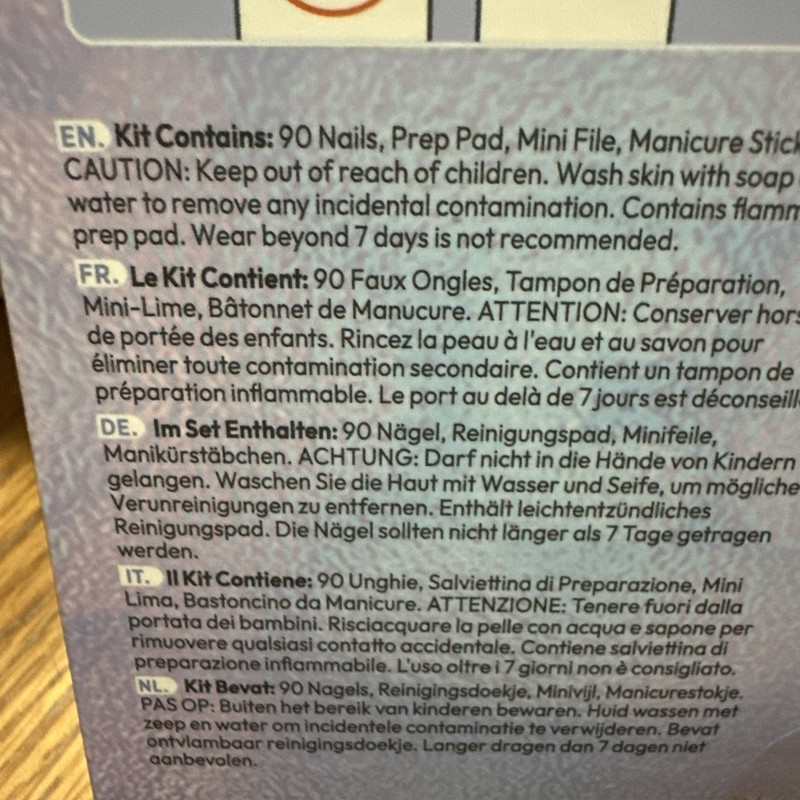 EN. Kit Contains: 90 Nails, Prep Pad, Mini File, Manicure Stick
CAUTION: Keep out of reach of children. Wash skin with soap
water to remove any incidental contamination. Contains flamm
prep pad. Wear beyond 7 days is not recommended.
FR. Le Kit Contient: 90 Faux Ongles, Tampon de Préparation,
Mini-Lime, Bâtonnet de Manucure. ATTENTION: Conserver hors
de portée des enfants. Rincez la peau à l'eau et au savon pour
éliminer toute contamination secondaire. Contient un tampon de
préparation inflammable. Le port au delà de 7 jours est déconseill
DE. Im Set Enthalten: 90 Nägel, Reinigungspad, Minifeile,
Manikürstäbchen. ACHTUNG: Darf nicht in die Hände von Kindern
gelangen. Waschen Sie die Haut mit Wasser und Seife, um mögliche
Verunreinigungen zu entfernen. Enthält leichtentzündliches
Reinigungspad. Die Nägel sollten nicht länger als 7 Tage getragen
werden.
IT. Il Kit Contiene: 90 Unghie, Salviettina di Preparazione, Mini
Lima, Bastoncino da Manicure. ATTENZIONE: Tenere fuori dalla
portata dei bambini. Risciacquare la pelle con acqua e sapone per
rimuovere qualsiasi contatto accidentale. Contiene salviettina di
preparazione infiammabile. L'uso oltre i 7 giorni non è consigliato.
NL. Kit Bevat: 90 Nagels, Reinigingsdoekje, Minivijl, Manicurestokje.
PAS OP: Buiten het bereik van kinderen bewaren. Huid wassen met
zeep en water om incidentele contaminatie te verwijderen. Bevat
ontvlambaar reinigingsdoekje. Langer dragen dan 7 dagen niet
aanbevolen.